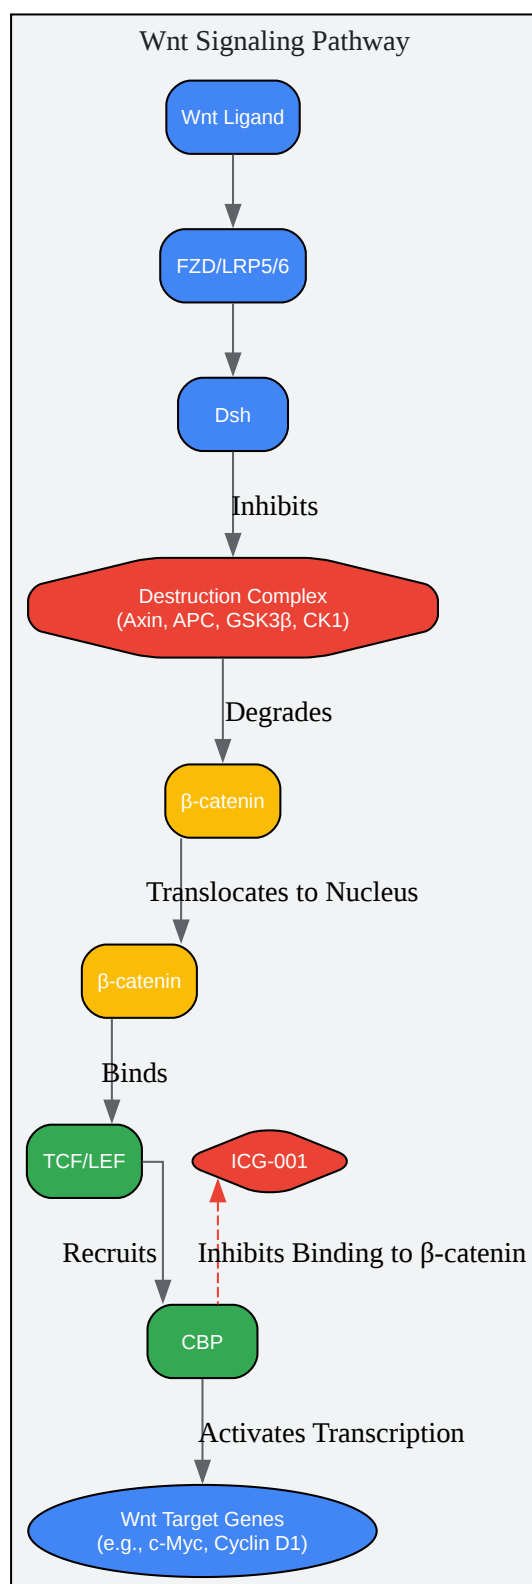 Wnt Signaling Pathway
Wnt Ligand
FZD/LRP5/6
Dsh
Inhibits
Destruction Complex
(Axin, APC, GSK3β, CK1)
Degrades
β-catenin
Translocates to Nucleus
β-catenin
Binds
TCF/LEF
ICG-001
Recruits
Inhibits Binding to β-catenin
CBP
Activates Transcription
Wnt Target Genes
(e.g., c-Myc, Cyclin D1)